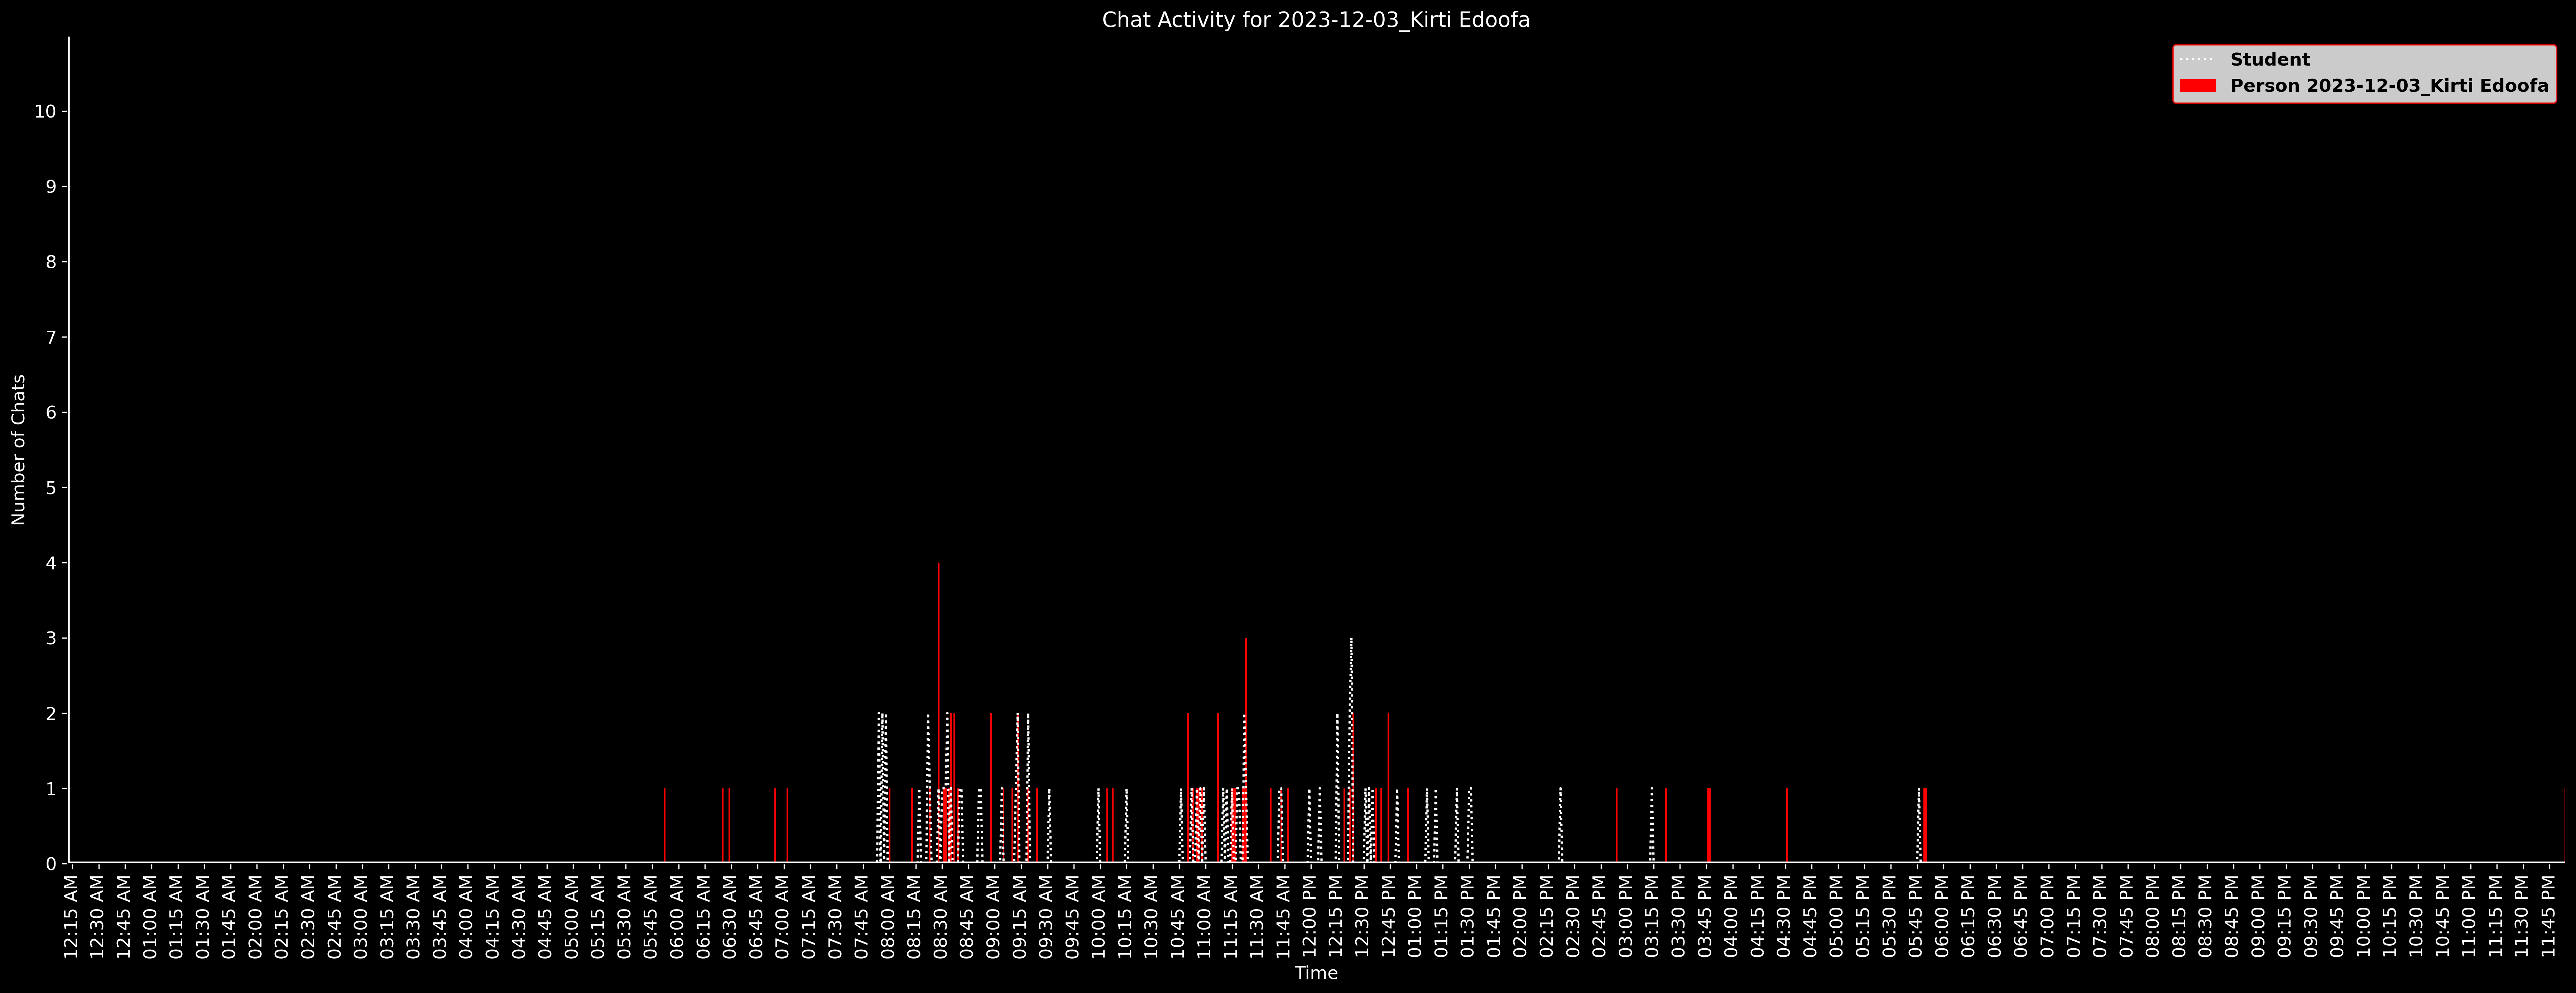 Chat Activity for 2023-12-03_Kirti Edoofa
Student
Person 2023-12-03_Kirti Edoofa
10
9
8
7
6
5
4
3
2
1
0
Number of Chats
12:15 AM
12:30 AM
12:45 AM
01:00 AM
01:15 AM
01:30 AM
01:45 AM
02:00 AM
02:15 AM
02:30 AM
02:45 AM
03:00 AM
03:15 AM
03:30 AM
03:45 AM
04:00 AM
04:15 AM
04:30 AM
04:45 AM
05:00 AM
05:15 AM
05:30 AM
05:45 AM
06:00 AM
06:15 AM
06:30 AM
06:45 AM
07:00 AM
07:15 AM
07:30 AM
07:45 AM
08:00 AM
08:15 AM
08:30 AM
08:45 AM
09:00 AM
09:15 AM
09:30 AM
09:45 AM
10:00 AM
10:15 AM
10:30 AM
10:45 AM
11:00 AM
11:15 AM
11:30 AM
11:45 AM
12:00 PM
12:15 PM
12:30 PM
12:45 PM
01:00 PM
01:15 PM
01:30 PM
01:45 PM
02:00 PM
02:15 PM
02:30 PM
02:45 PM
03:00 PM
03:15 PM
03:30 PM
03:45 PM
04:00 PM
04:15 PM
04:30 PM
04:45 PM
05:00 PM
05:15 PM
05:30 PM
05:45 PM
06:00 PM
06:15 PM
06:30 PM
06:45 PM
07:00 PM
07:15 PM
07:30 PM
07:45 PM
08:00 PM
08:15 PM
08:30 PM
08:45 PM
09:00 PM
09:15 PM
09:30 PM
09:45 PM
10:00 PM
10:15 PM
10:30 PM
10:45 PM
11:00 PM
11:15 PM
11:30 PM
11:45 PM
Time